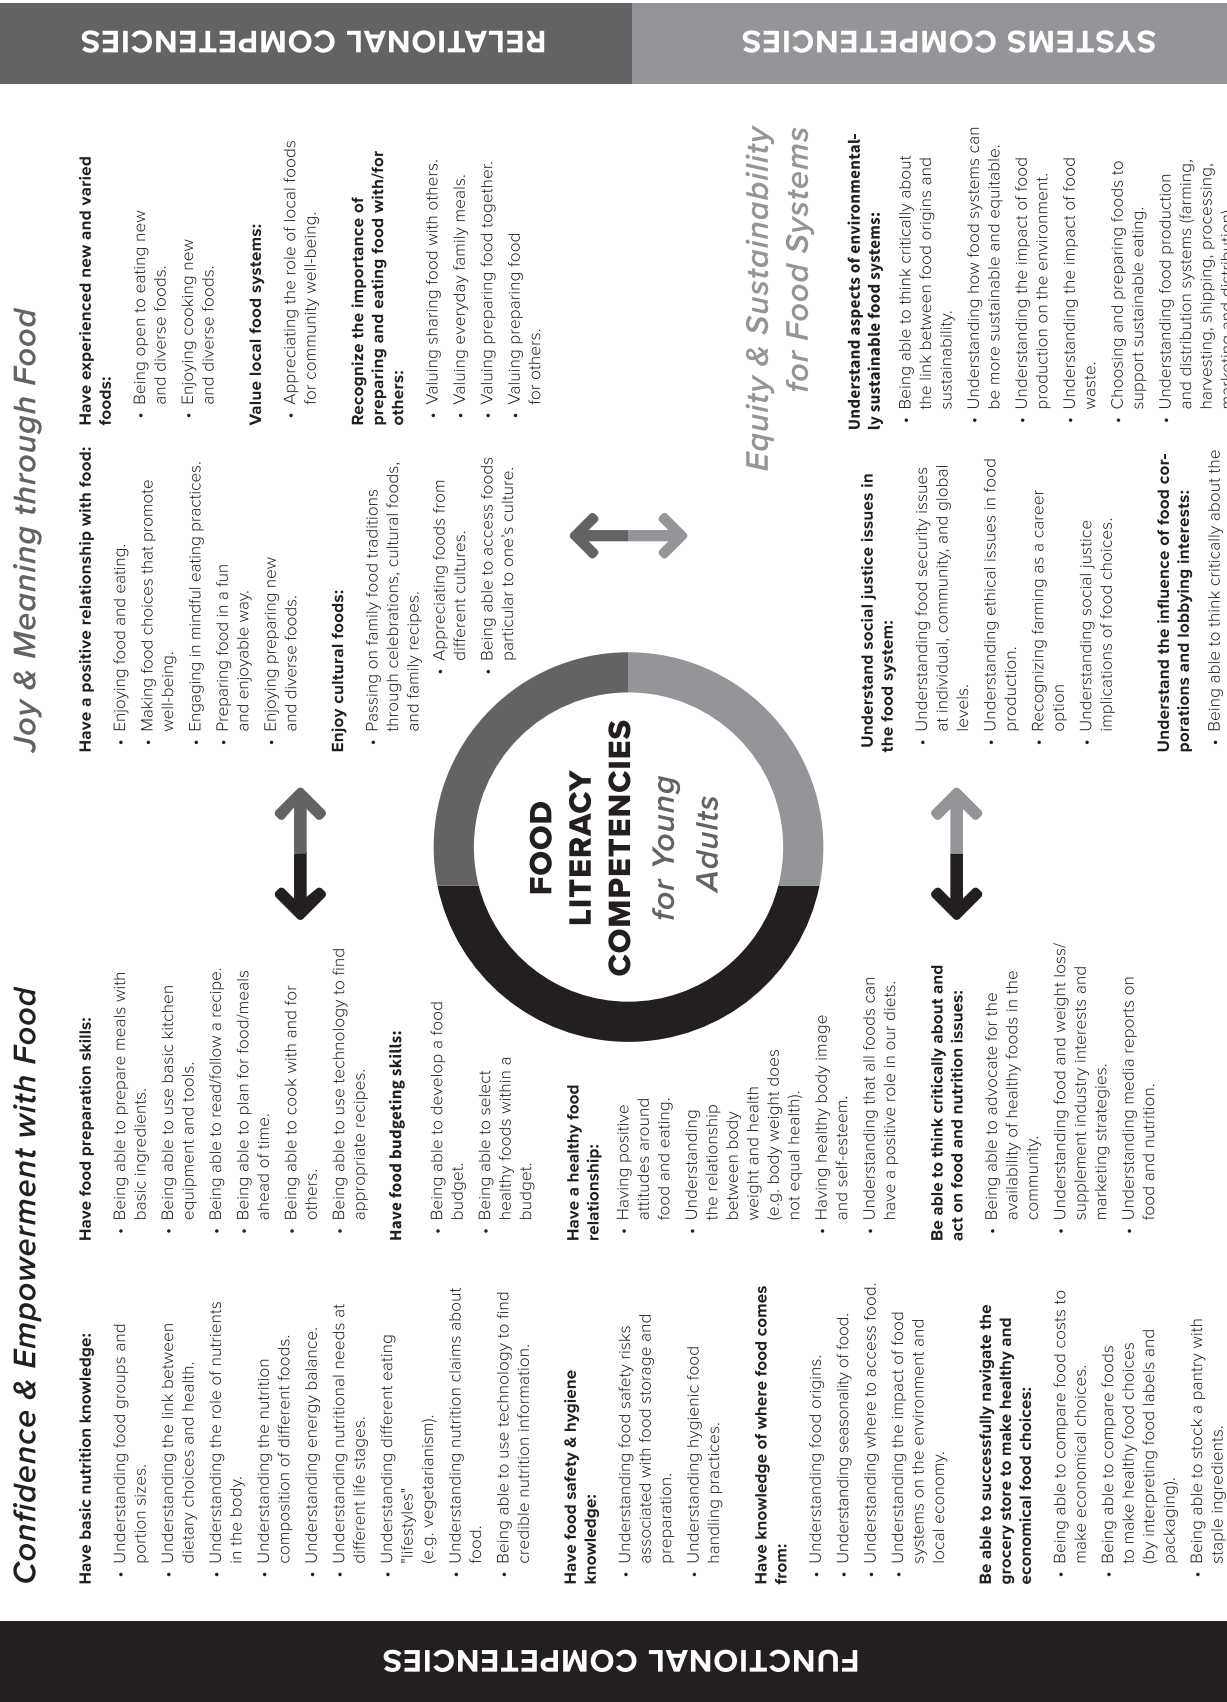 FUNCTIONAL COMPETENCIES
Confidence & Empowerment with Food
Have basic nutrition knowledge:
• Understanding food groups and
portion sizes.
• Understanding the link between
dietary choices and health.
• Understanding the role of nutrients
in the body.
• Understanding the nutrition
composition of different foods.
• Understanding energy balance.
• Understanding nutritional needs at
different life stages.
• Understanding different eating
"lifestyles"
(e.g. vegetarianism).
• Understanding nutrition claims about
food.
• Being able to use technology to find
credible nutrition information.
Have food safety & hygiene
knowledge:
• Understanding food safety risks
associated with food storage and
preparation.
• Understanding hygienic food
handling practices.
Have knowledge of where food comes
from:
• Understanding food origins.
• Understanding seasonality of food.
• Understanding where to access food.
• Understanding the impact of food
systems on the environment and
local economy.
Be able to successfully navigate the
grocery store to make healthy and
economical food choices:
• Being able to compare food costs to
make economical choices.
• Being able to compare foods
to make healthy food choices
(by interpreting food labels and
packaging).
• Being able to stock a pantry with
staple ingredients.
Have food preparation skills:
• Being able to prepare meals with
basic ingredients.
• Being able to use basic kitchen
equipment and tools.
• Being able to read/follow a recipe.
• Being able to plan for food/meals
ahead of time.
• Being able to cook with and for
others.
• Being able to use technology to find
appropriate recipes.
Have food budgeting skills:
• Being able to develop a food
budget.
• Being able to select
healthy foods within a
budget.
Have a healthy food
relationship:
• Having positive
attitudes around
food and eating.
• Understanding
the relationship
between body
weight and health
(e.g. body weight does
not equal health).
• Having healthy body image
and self-esteem.
• Understanding that all foods can
have a positive role in our diets.
Be able to think critically about and
act on food and nutrition issues:
• Being able to advocate for the
availability of healthy foods in the
community.
• Understanding food and weight loss/
supplement industry interests and
marketing strategies.
• Understanding media reports on
food and nutrition.
FOOD
LITERACY
COMPETENCIES
for Young
Adults
RELATIONAL COMPETENCIES
Joy & Meaning through Food
Have a positive relationship with food:
• Enjoying food and eating.
• Making food choices that promote
well-being.
• Engaging in mindful eating practices.
• Preparing food in a fun
and enjoyable way.
• Enjoying preparing new
and diverse foods.
Enjoy cultural foods:
• Passing on family food traditions
through celebrations, cultural foods,
and family recipes.
• Appreciating foods from
different cultures.
• Being able to access foods
particular to one's culture.
Have experienced new and varied
foods:
• Being open to eating new
and diverse foods.
• Enjoying cooking new
and diverse foods.
Value local food systems:
• Appreciating the role of local foods
for community well-being.
Recognize the importance of
preparing and eating food with/for
others:
• Valuing sharing food with others.
• Valuing everyday family meals.
• Valuing preparing food together.
• Valuing preparing food
for others.
SYSTEMS COMPETENCIES
Equity & Sustainability
for Food Systems
Understand social justice issues in
the food system:
• Understanding food security issues
at individual, community, and global
levels.
• Understanding ethical issues in food
production.
• Recognizing farming as a career
option
• Understanding social justice
implications of food choices.
Understand the influence of food cor-
porations and lobbying interests:
• Being able to think critically about the
Understand aspects of environmental-
ly sustainable food systems:
• Being able to think critically about
the link between food origins and
sustainability.
• Understanding how food systems can
be more sustainable and equitable.
• Understanding the impact of food
production on the environment.
• Understanding the impact of food
waste.
• Choosing and preparing foods to
support sustainable eating.
• Understanding food production
and distribution systems (farming,
harvesting, shipping, processing,
marketing and distribution).